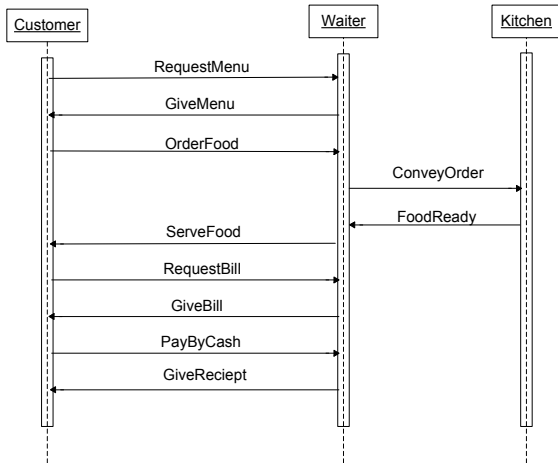 Customer
Waiter
Kitchen
RequestMenu
GiveMenu
OrderFood
ConveyOrder
FoodReady
ServeFood
RequestBill
GiveBill
PayByCash
GiveReciept